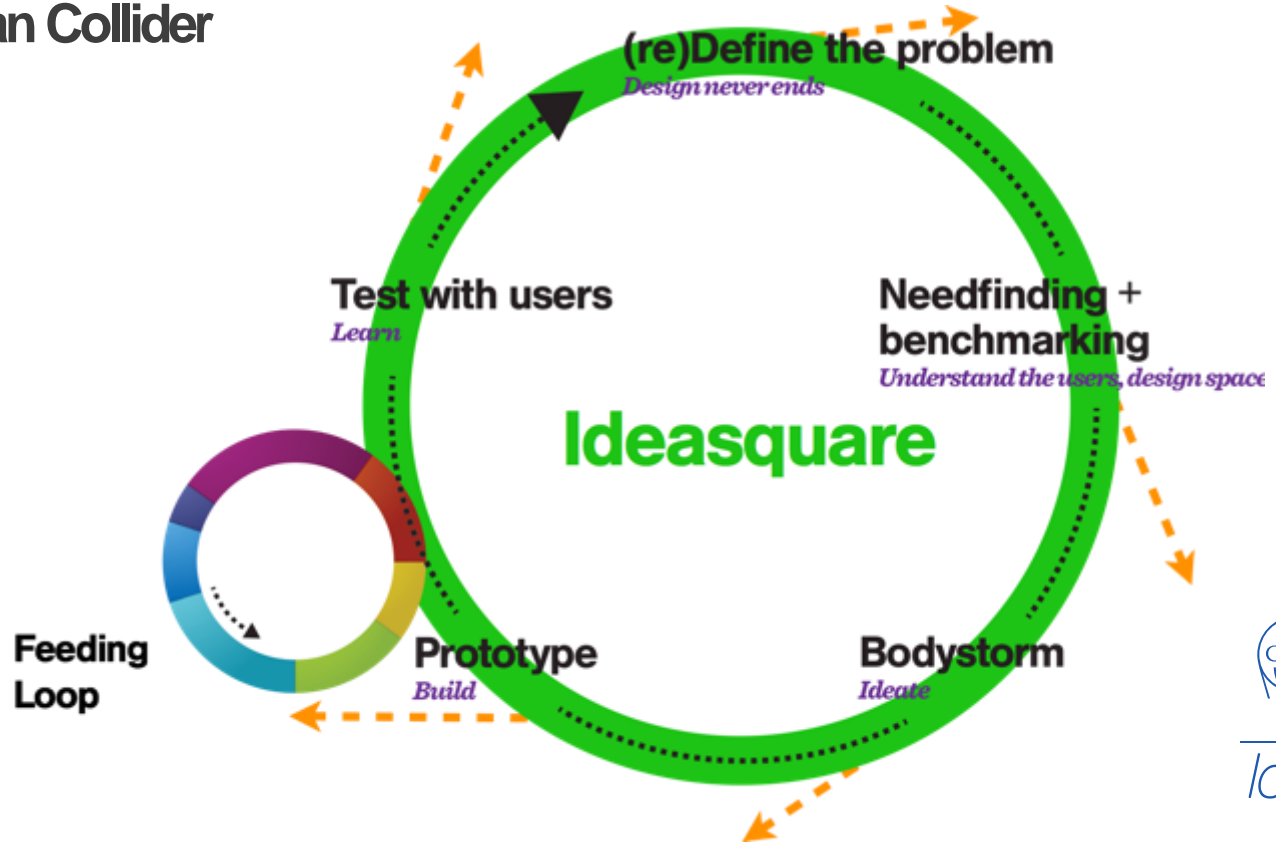 an Collider
(re)Define the problem
Design never ends
Test with users
Learn
Needfinding +
benchmarking
Understand the users, design space
Ideasquare
Feeding
Loop
Prototype
Build
Bodystorm
Ideate